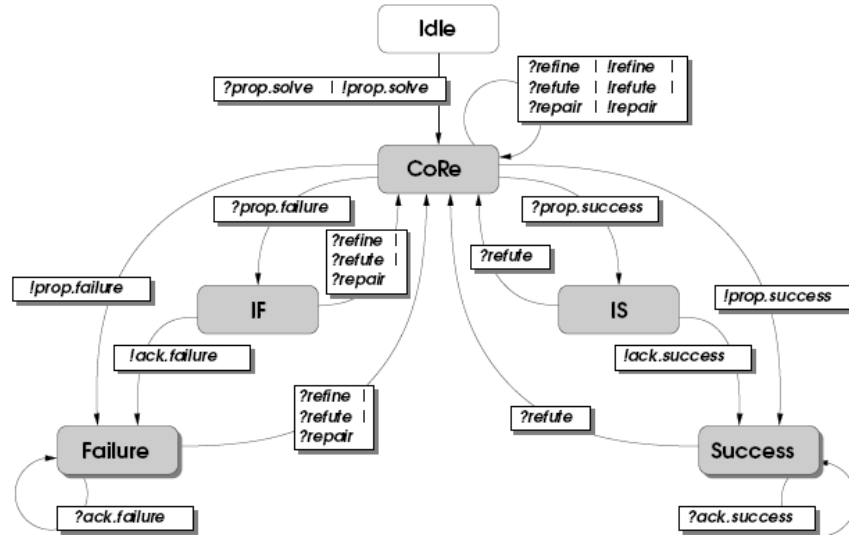 Idle
?prop.solve | !prop.solve
?refine | !refine |
?refute | !refute |
?repair | !repair
CoRe
?prop.failure
?prop.success
?refine |
?refute |
?repair
?refute
!prop.failure
!prop.success
IF
IS
!ack.failure
!ack.success
?refine |
?refute |
?repair
?refute
Failure
Success
?ack.failure
?ack.success